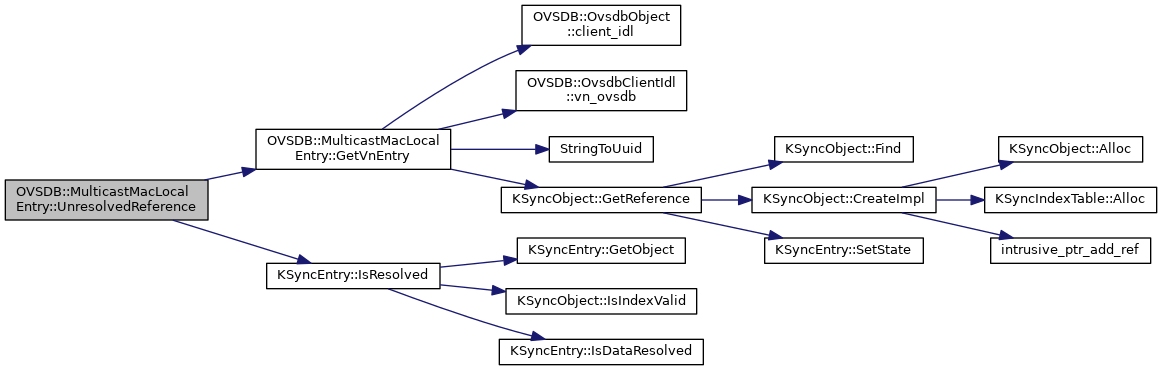 OVSDB::OvsdbObject
::client_idl
OVSDB::OvsdbClientIdl
::vn_ovsdb
OVSDB::MulticastMacLocal
Entry::GetVnEntry
StringToUuid
KSyncObject::Find
KSyncObject::Alloc
OVSDB::MulticastMacLocal
Entry::UnresolvedReference
KSyncObject::GetReference
KSyncObject::CreateImpl
KSyncIndexTable::Alloc
KSyncEntry::SetState
intrusive_ptr_add_ref
KSyncEntry::IsResolved
KSyncEntry::GetObject
KSyncObject::IsIndexValid
KSyncEntry::IsDataResolved